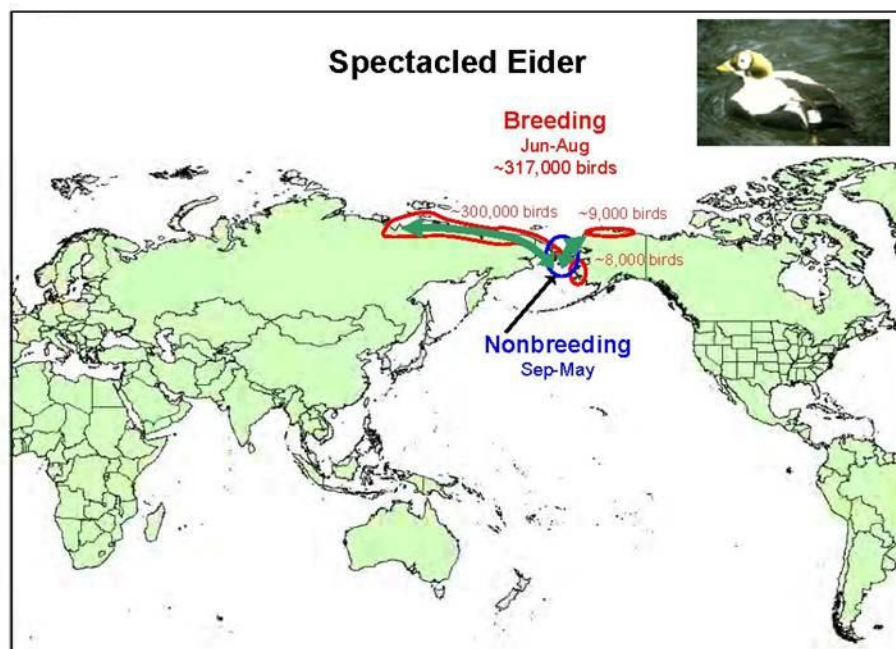 Spectacled Eider
Breeding
Jun-Aug
~317,000 birds
~300,000 birds
~9,000 birds
~8,000 birds
Nonbreeding
Sep-May